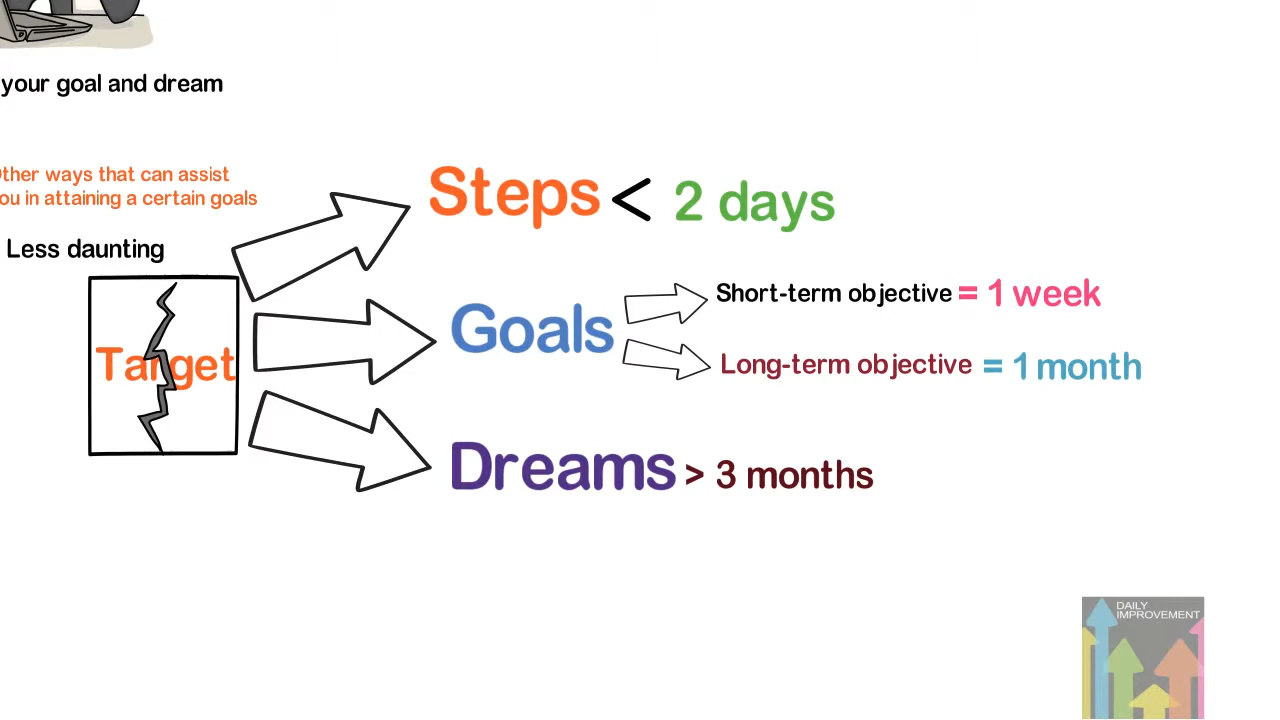 your goal and dream
ther ways that can assist
ou in attaining a certain goals
Less daunting
Target
Steps < 2 days
Goals
Short-term objective = 1 week
Long-term objective = 1 month
Dreams > 3 months
DAILY
IMPROVEMENT